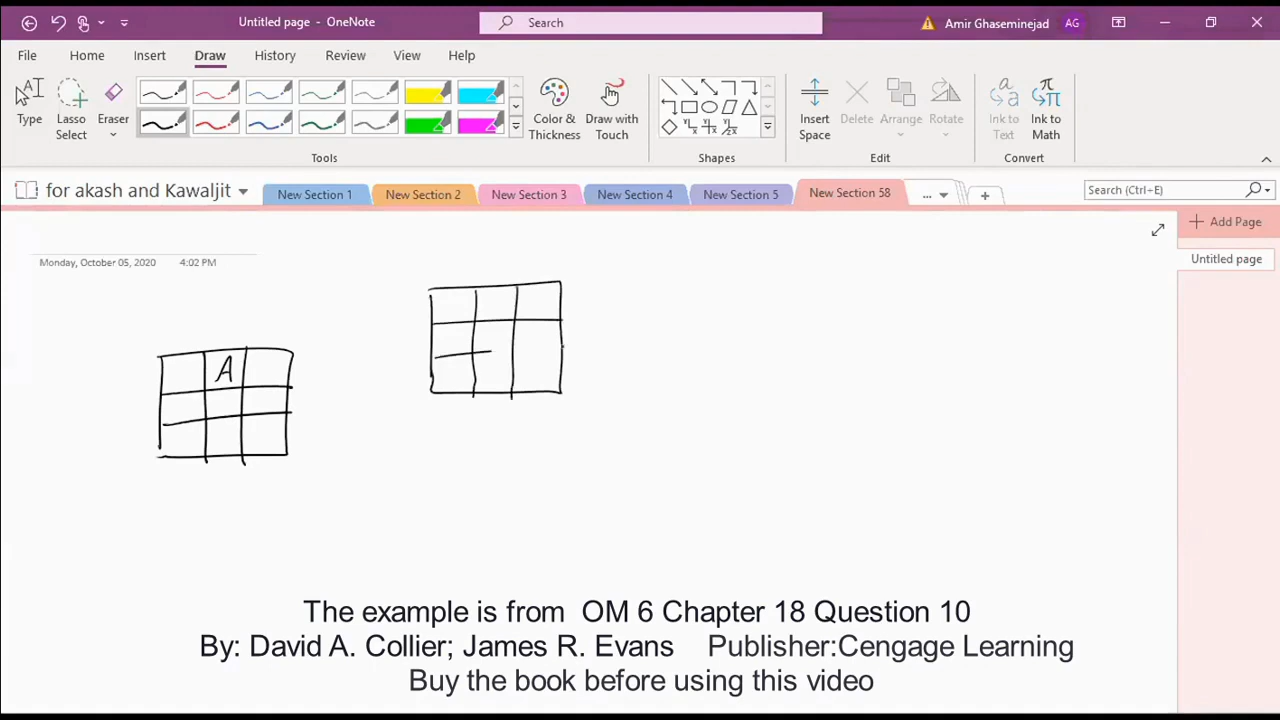 Untitled page - OneNote
Search
Amir Ghaseminejad
AG
File
Home
Insert
Draw
History
Review
View
Help
Type
Lasso Select
Eraser
Color & Thickness
Draw with Touch
Insert Space
Delete
Arrange
Rotate
Ink to Text
Ink to Math
Tools
Shapes
Edit
Convert
for akash and Kawaljit
New Section 1
New Section 2
New Section 3
New Section 4
New Section 5
New Section 58
...
Search (Ctrl+E)
Add Page
Untitled page
Monday, October 05, 2020
4:02 PM
A
The example is from OM 6 Chapter 18 Question 10
By: David A. Collier; James R. Evans Publisher:Cengage Learning
Buy the book before using this video